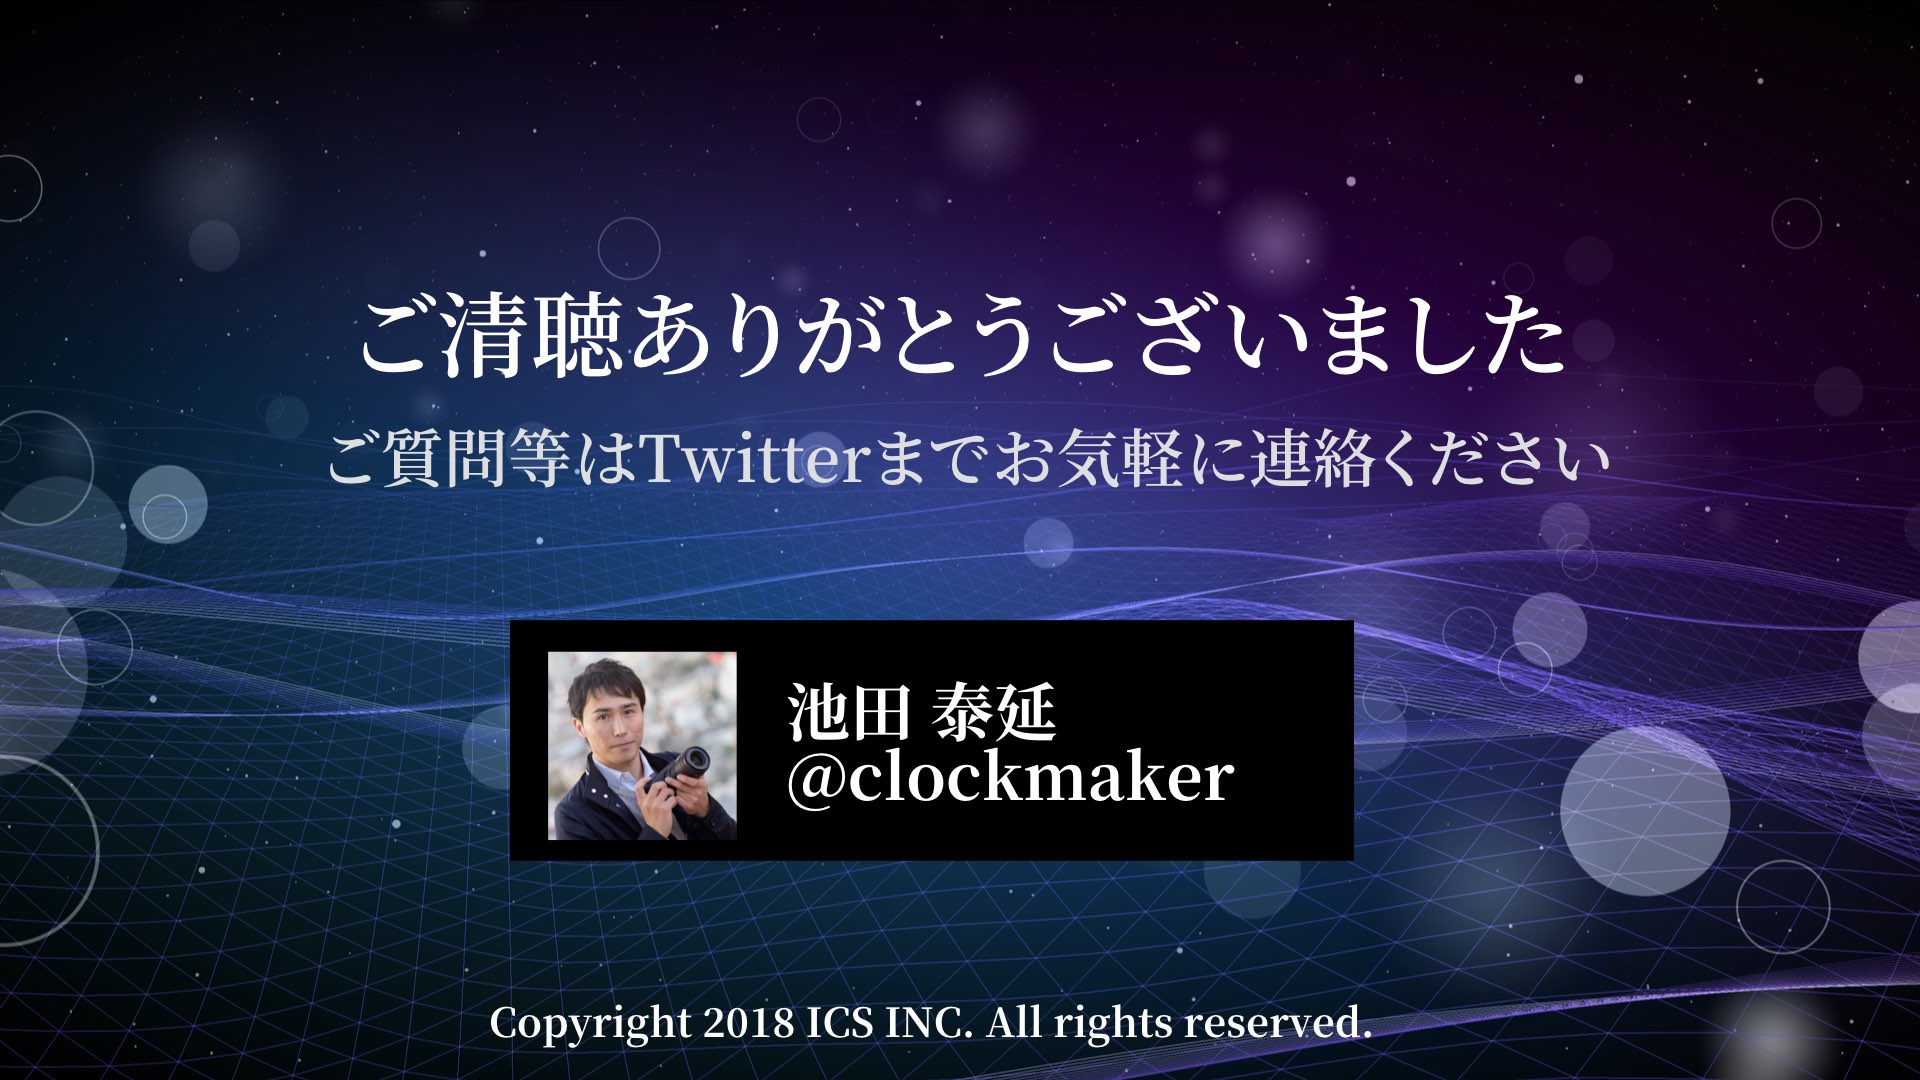 ご清聴ありがとうございました
ご質問等はTwitterまでお気軽に連絡ください
池田 泰延
@clockmaker
Copyright 2018 ICS INC. All rights reserved.